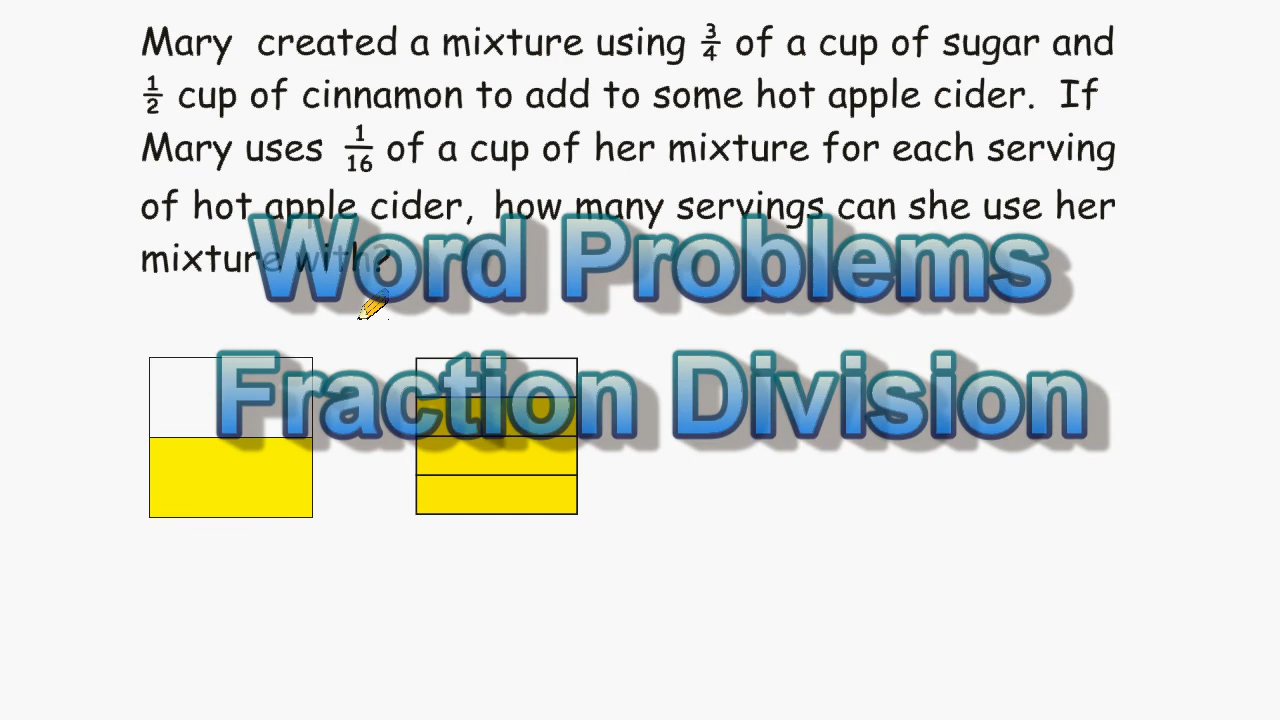 Mary created a mixture using 3/4 of a cup of sugar and
1/2 cup of cinnamon to add to some hot apple cider. If
Mary uses 1/16 of a cup of her mixture for each serving
of hot apple cider, how many servings can she use her
mixture with?
Word Problems
Fraction Division